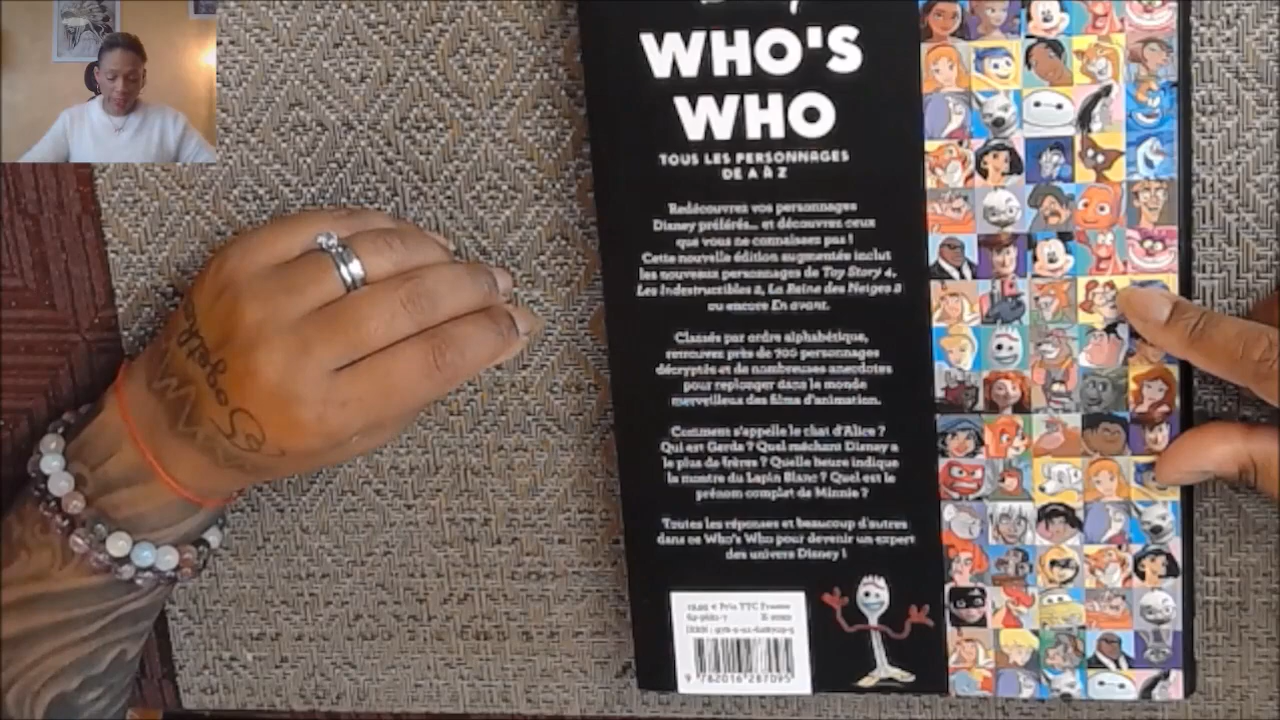 WHO'S
WHO
TOUS LES PERSONNAGES
DE A À Z
Redécouvrez vos personnages
Disney préférés... et découvrez ceux
que vous ne connaissez pas !
Cette nouvelle édition augmentée inclut
les nouveaux personnages de Toy Story 4,
Les Indestructibles 2, La Reine des Neiges 2
ou encore En avant.
Classés par ordre alphabétique,
retrouvez près de 700 personnages
décryptés et de nombreuses anecdotes
pour replonger dans le monde
merveilleux des films d'animation.
Comment s'appelle le chat d'Alice ?
Qui est Gerda ? Quel méchant Disney a
le plus de frères ? Quelle heure indique
la montre du Lapin Blanc ? Quel est le
prénom complet de Minnie ?
Toutes les réponses et beaucoup d'autres
dans ce Who's Who pour devenir un expert
des univers Disney !
€ Prix TTC France
ISBN :
9 782016 287095